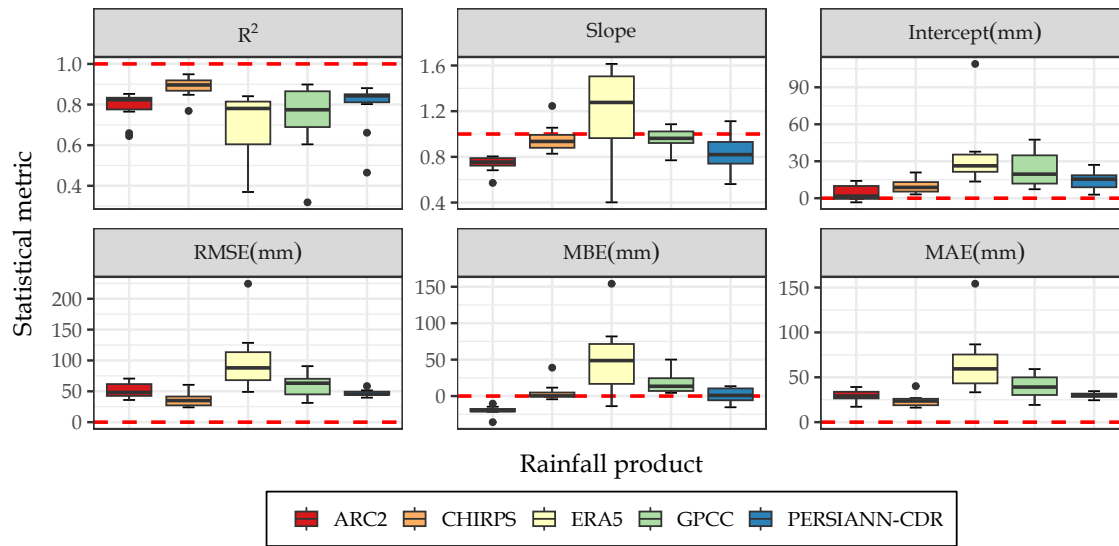 R²
Slope
Intercept(mm)
1.0
0.8
0.6
0.4
1.6
1.2
0.8
0.4
90
60
30
0
RMSE(mm)
MBE(mm)
MAE(mm)
200
150
100
50
0
150
100
50
0
150
100
50
0
Statistical metric
Rainfall product
ARC2 CHIRPS ERA5 GPCC PERSIANN-CDR